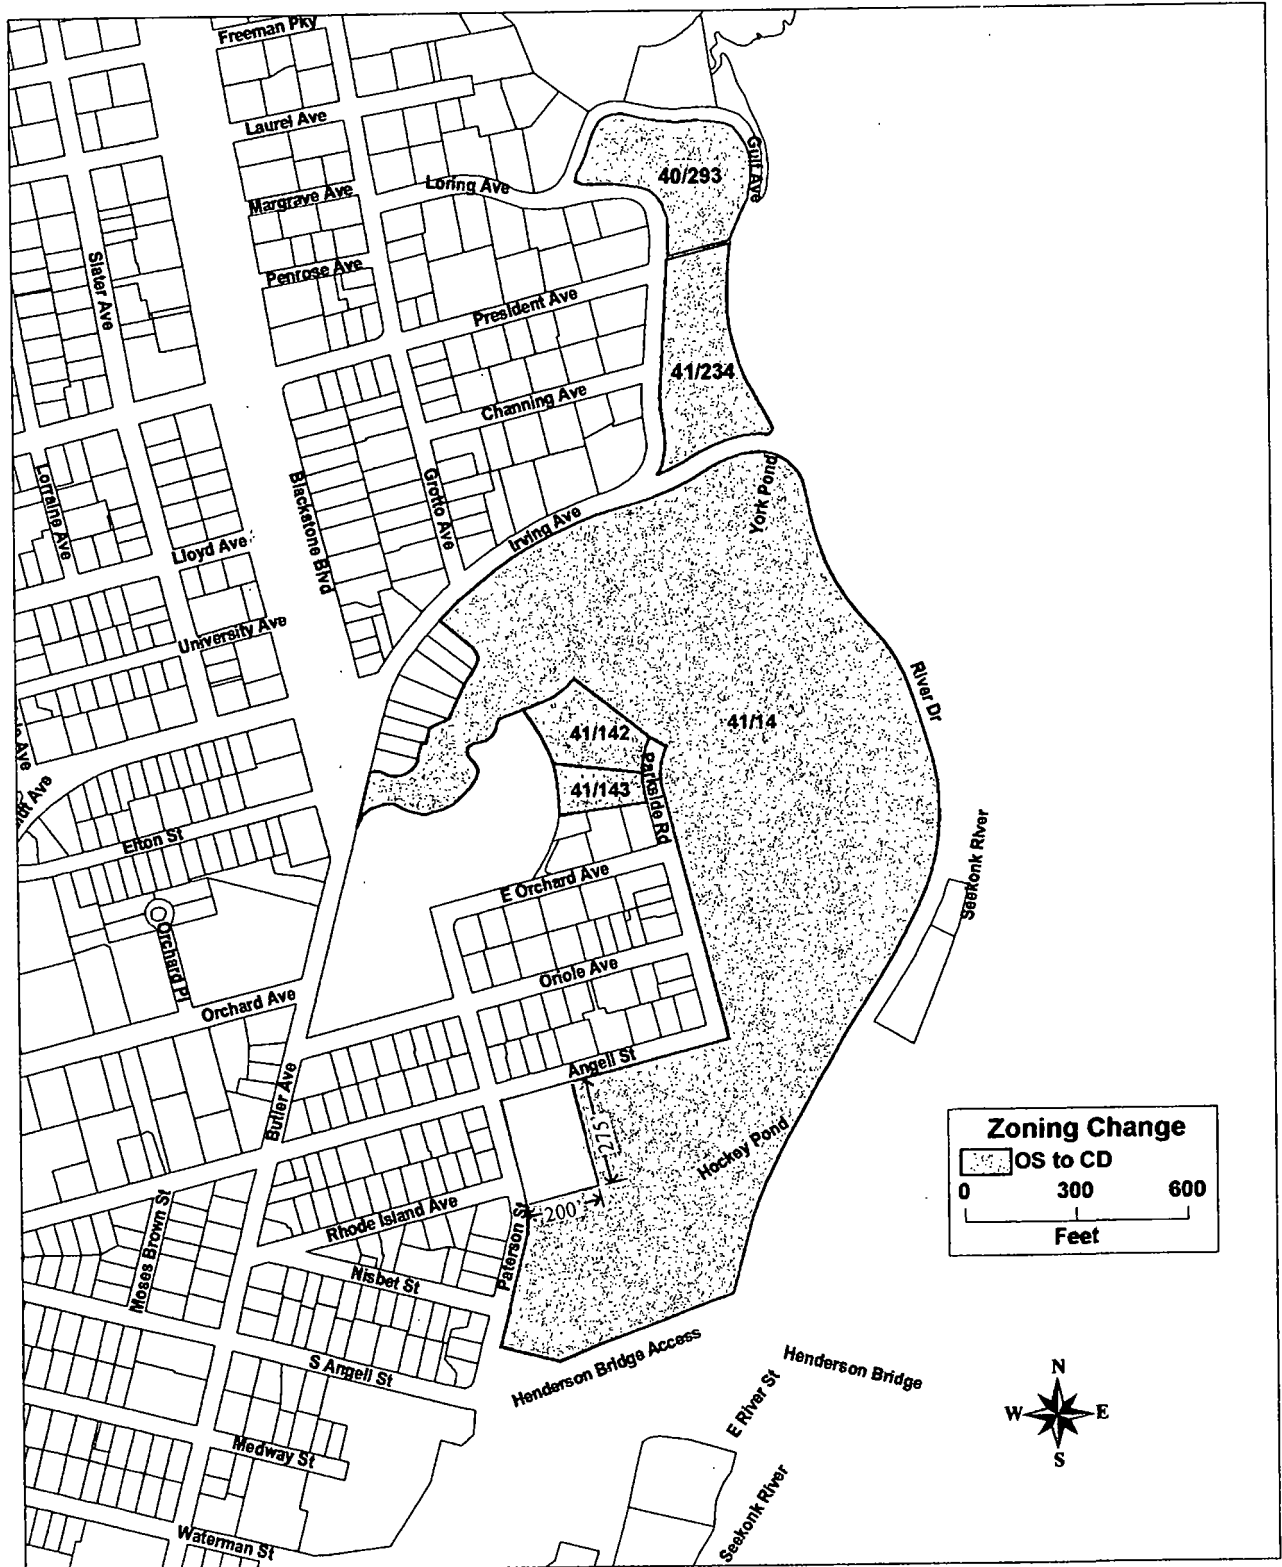 Freeman Pky
Laurel Ave
Margrave Ave
Loring Ave
40/293
Gulf Ave
Slater Ave
Penrose Ave
President Ave
41/234
Channing Ave
Lorraine Ave
Blackstone Blvd
Grotto Ave
York Pond
Irving Ave
Lloyd Ave
University Ave
River Dr
41/142
41/14
Parkside Rd
41/143
Elton St
Seekonk River
E Orchard Ave
Orchard Pl
Oriole Ave
Orchard Ave
Angell St
Butler Ave
275'
Hockey Pond
Zoning Change
OS to CD
0 300 600
Feet
Moses Brown St
Rhode Island Ave
Paterson St
200'
Nisbet St
S Angell St
Henderson Bridge Access
Henderson Bridge
E River St
N
W E
S
Medway St
Seekonk River
Waterman St